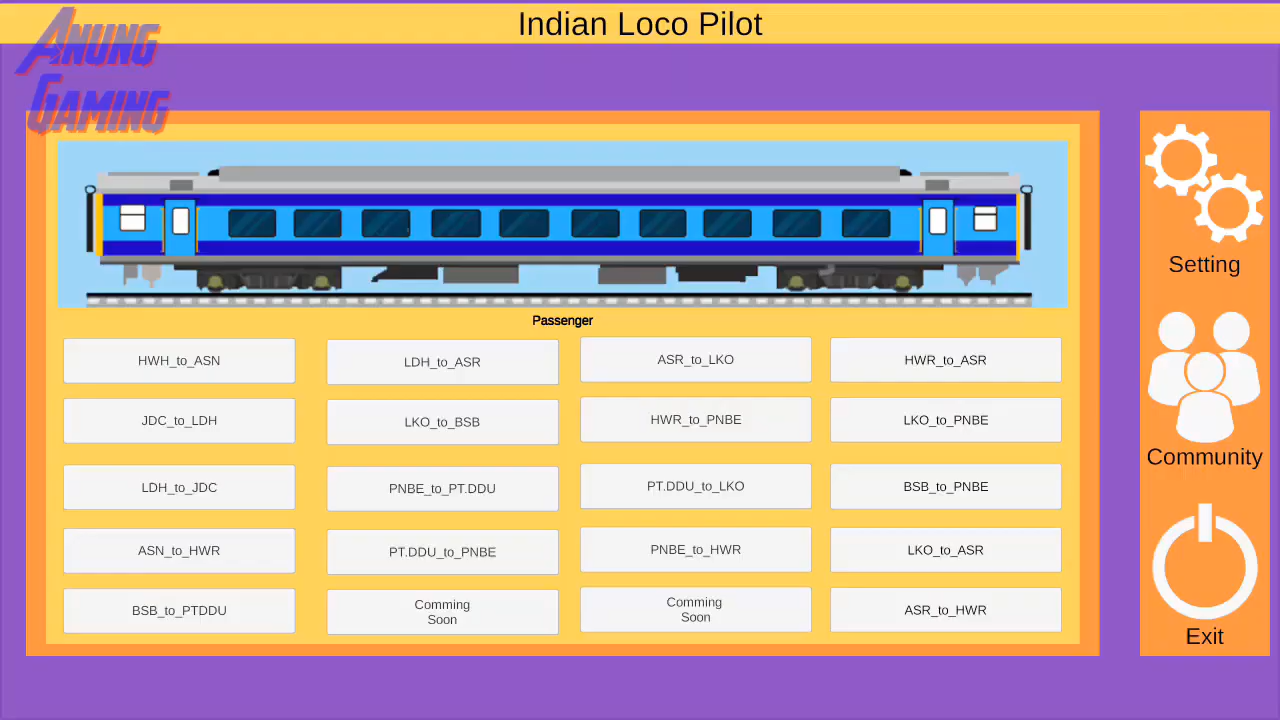 Indian Loco Pilot
ANUNG
GAMING
Passenger
HWH_to_ASN
LDH_to_ASR
ASR_to_LKO
HWR_to_ASR
JDC_to_LDH
LKO_to_BSB
HWR_to_PNBE
LKO_to_PNBE
LDH_to_JDC
PNBE_to_PT.DDU
PT.DDU_to_LKO
BSB_to_PNBE
ASN_to_HWR
PT.DDU_to_PNBE
PNBE_to_HWR
LKO_to_ASR
BSB_to_PTDDU
Comming
Soon
Comming
Soon
ASR_to_HWR
Setting
Community
Exit